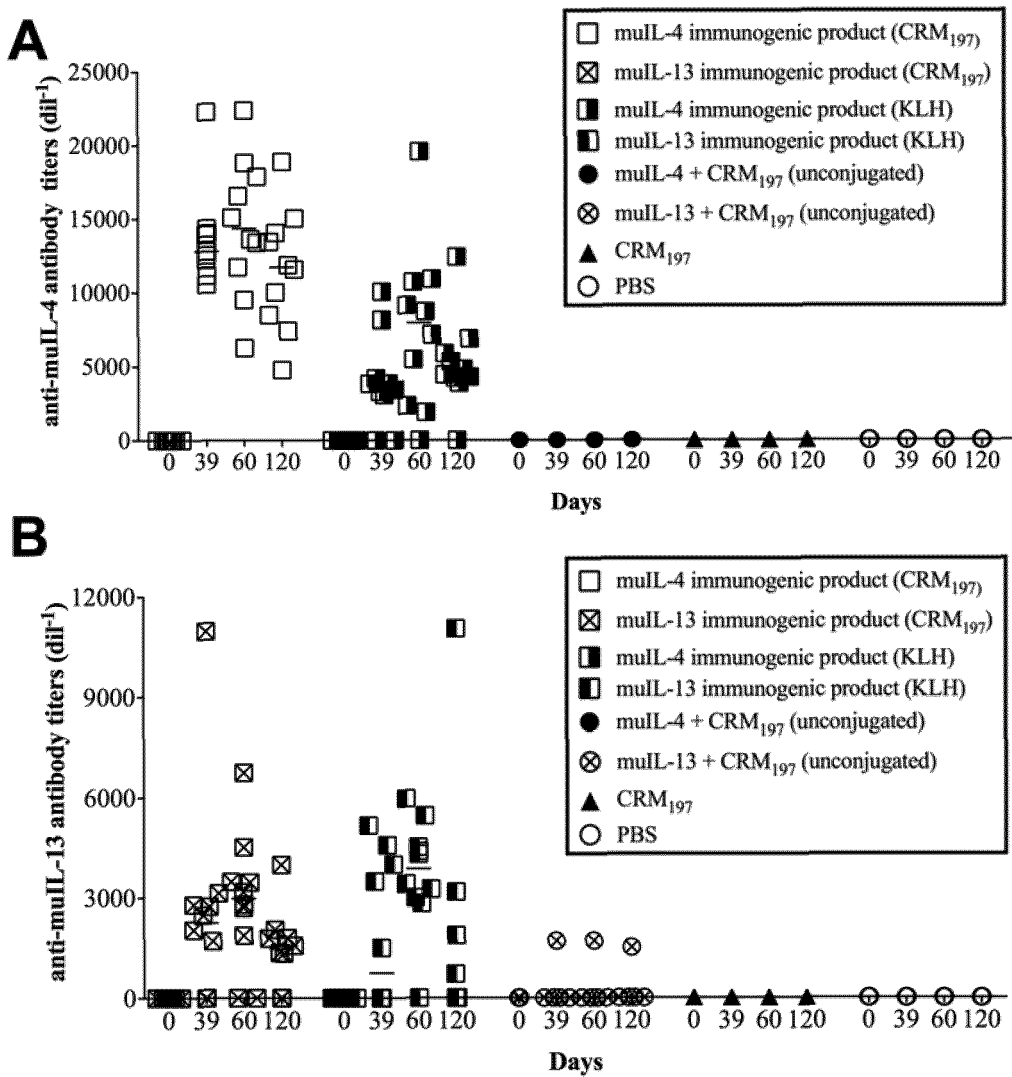 A
muIL-4 immunogenic product (CRM197)
muIL-13 immunogenic product (CRM197)
muIL-4 immunogenic product (KLH)
muIL-13 immunogenic product (KLH)
muIL-4 + CRM197 (unconjugated)
muIL-13 + CRM197 (unconjugated)
CRM197
PBS
anti-muIL-4 antibody titers (dil-1)
25000
20000
15000
10000
5000
0
0 39 60 120 0 39 60 120 0 39 60 120 0 39 60 120 0 39 60 120
Days
B
muIL-4 immunogenic product (CRM197)
muIL-13 immunogenic product (CRM197)
muIL-4 immunogenic product (KLH)
muIL-13 immunogenic product (KLH)
muIL-4 + CRM197 (unconjugated)
muIL-13 + CRM197 (unconjugated)
CRM197
PBS
anti-muIL-13 antibody titers (dil-1)
12000
9000
6000
3000
0
0 39 60 120 0 39 60 120 0 39 60 120 0 39 60 120 0 39 60 120
Days